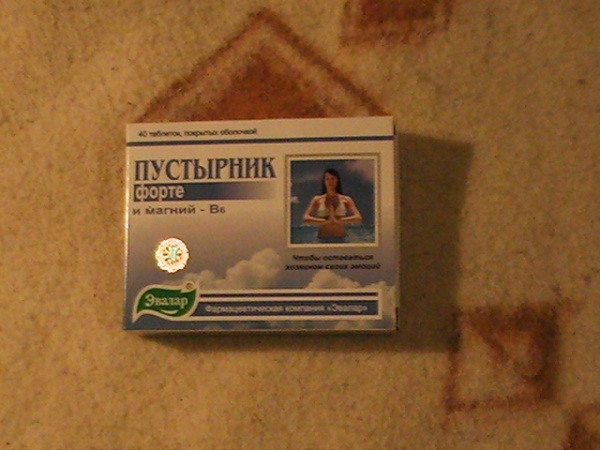 40 таблеток, покрытых оболочкой
ПУСТЫРНИК
форте
и магний - В6
Чтобы оставаться
хозяином своих эмоций
Эвалар
Фармацевтическая компания «Эвалар»